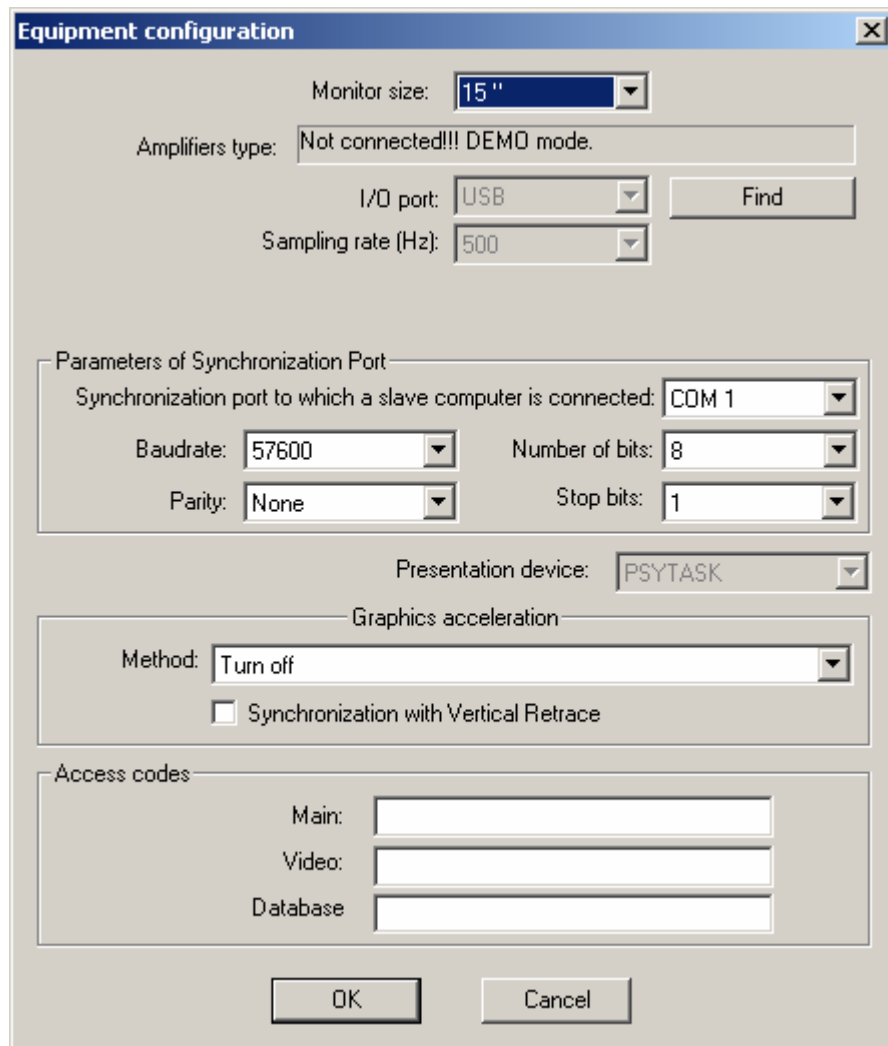 Equipment configuration
Monitor size: 15 "
Amplifiers type: Not connected!!! DEMO mode.
I/O port: USB Find
Sampling rate (Hz): 500
Parameters of Synchronization Port
Synchronization port to which a slave computer is connected: COM 1
Baudrate: 57600 Number of bits: 8
Parity: None Stop bits: 1
Presentation device: PSYTASK
Graphics acceleration
Method: Turn off
Synchronization with Vertical Retrace
Access codes
Main:
Video:
Database
OK Cancel